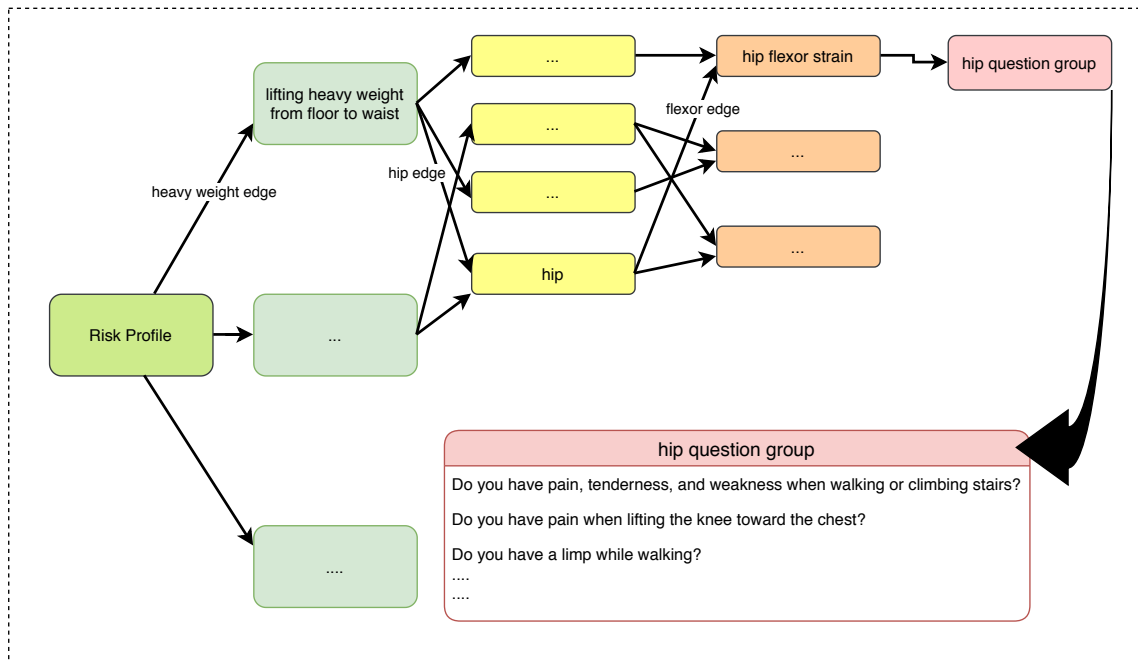 ...
hip flexor strain
hip question group
lifting heavy weight
from floor to waist
flexor edge
...
...
hip edge
heavy weight edge
...
...
hip
Risk Profile
...
hip question group
Do you have pain, tenderness, and weakness when walking or climbing stairs?
Do you have pain when lifting the knee toward the chest?
Do you have a limp while walking?
....
....
....